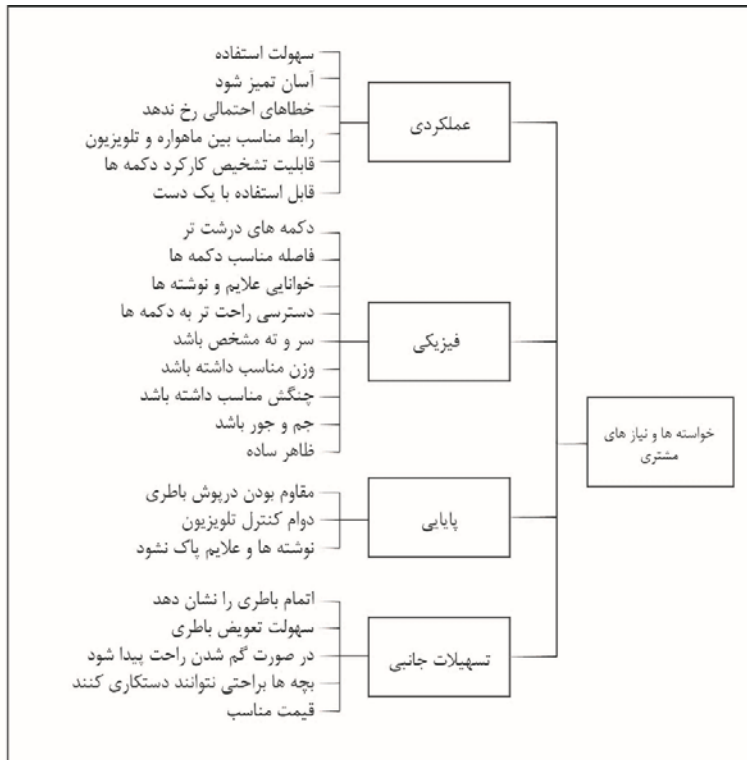 خواسته ها و نیاز های
مشتری
عملکردی
سهولت استفاده
آسان تمیز شود
خطاهای احتمالی رخ ندهد
رابط مناسب بین ماهواره و تلویزیون
قابلیت تشخیص کارکرد دکمه ها
قابل استفاده با یک دست
فیزیکی
دکمه های درشت تر
فاصله مناسب دکمه ها
خوانایی علایم و نوشته ها
دسترسی راحت تر به دکمه ها
سر و ته مشخص باشد
وزن مناسب داشته باشد
چنگش مناسب داشته باشد
جم و جور باشد
ظاهر ساده
پایایی
مقاوم بودن درپوش باطری
دوام کنترل تلویزیون
نوشته ها و علایم پاک نشود
تسهیلات جانبی
اتمام باطری را نشان دهد
سهولت تعویض باطری
در صورت گم شدن راحت پیدا شود
بچه ها براحتی نتوانند دستکاری کنند
قیمت مناسب